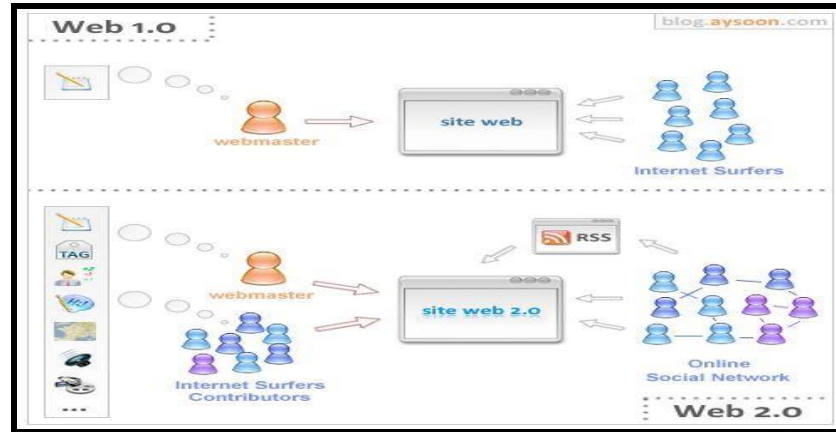 Web 1.0
blog.aysoon.com
site web
webmaster
Internet Surfers
RSS
TAG
webmaster
site web 2.0
Internet Surfers
Contributors
Online
Social Network
...
Web 2.0